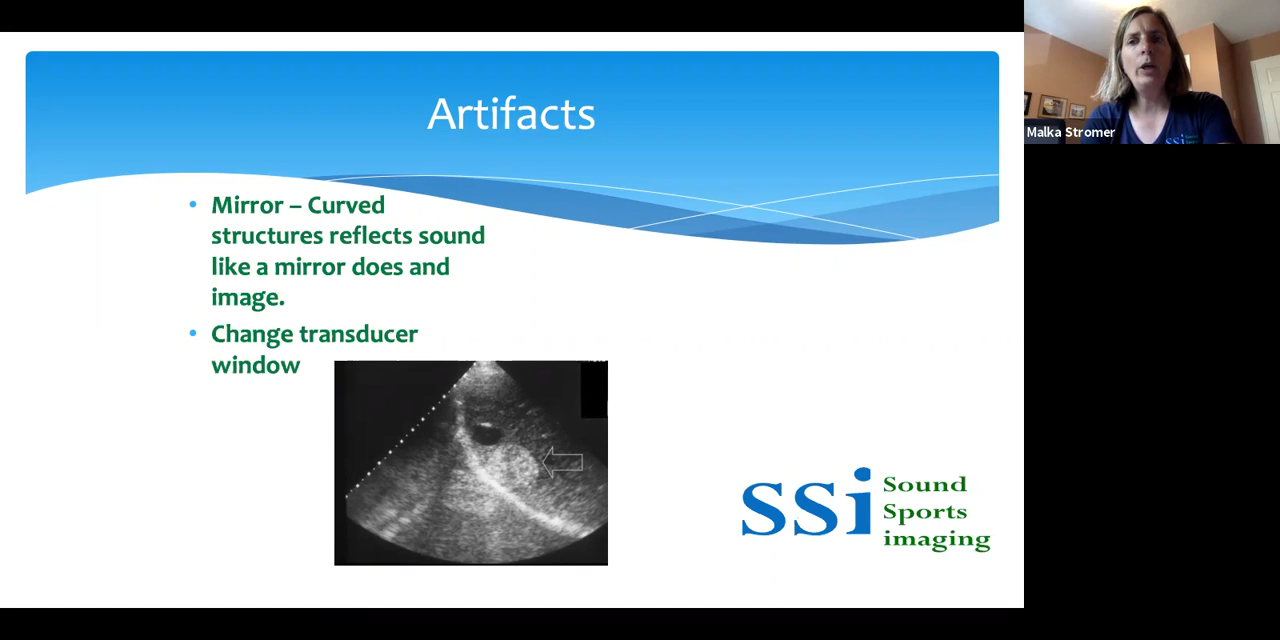 Artifacts
• Mirror – Curved
structures reflects sound
like a mirror does and
image.
• Change transducer
window
ssi Sound
Sports
imaging
Malka Stromer
ssi